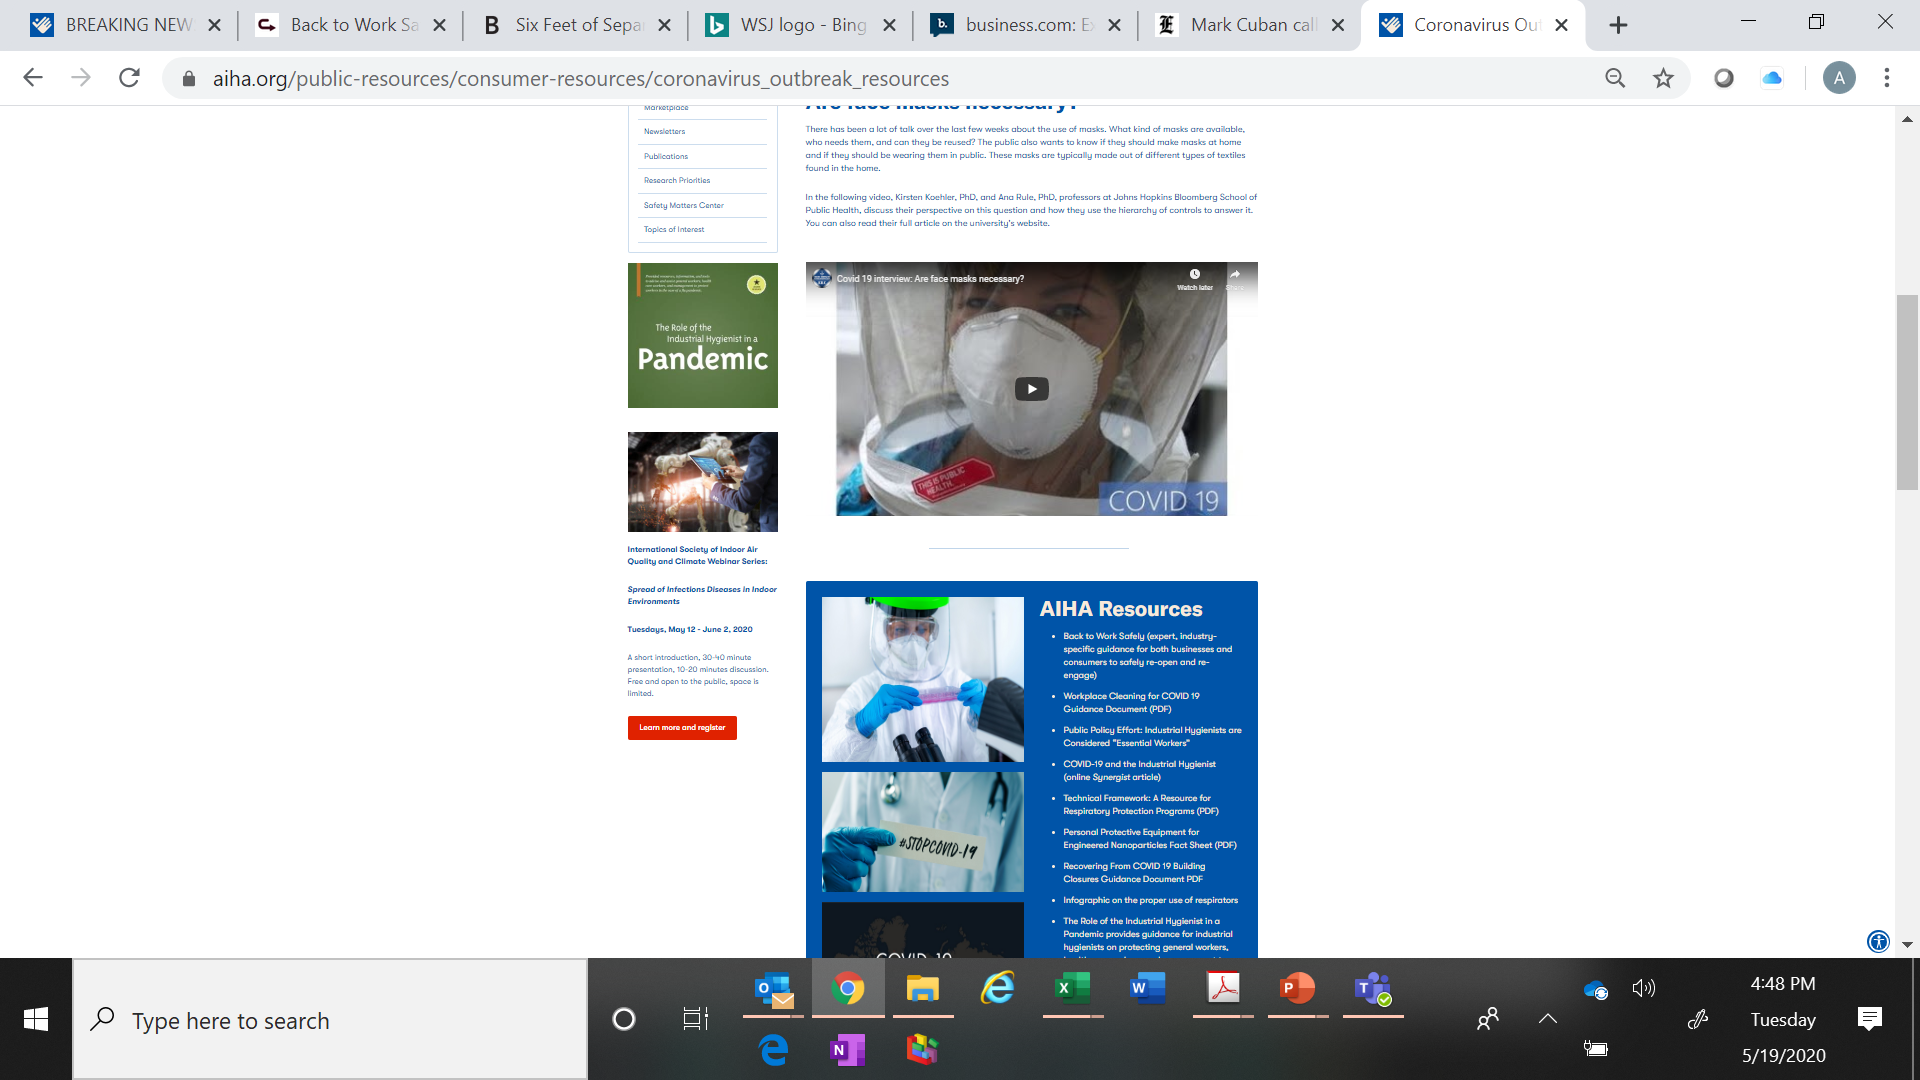 BREAKING NEW
Back to Work Sa
Six Feet of Sepa
WSJ logo - Bing
business.com: E
Mark Cuban call
Coronavirus Out
aiha.org/public-resources/consumer-resources/coronavirus_outbreak_resources
A
Marketplace
Newsletters
Publications
Research Priorities
Safety Matters Center
Topics of Interest
The Role of the
Industrial Hygienist in a
Pandemic
International Society of Indoor Air
Quality and Climate Webinar Series:
Spread of Infections Diseases in Indoor
Environments
Tuesdays, May 12 - June 2, 2020
A short introduction, 30-40 minute
presentation, 10-20 minutes discussion.
Free and open to the public, space is
limited.
Learn more and register
Are face masks necessary?
There has been a lot of talk over the last few weeks about the use of masks. What kind of masks are available,
who needs them, and can they be reused? The public also wants to know if they should make masks at home
and if they should be wearing them in public. These masks are typically made out of different types of textiles
found in the home.
In the following video, Kirsten Koehler, PhD, and Ana Rule, PhD, professors at Johns Hopkins Bloomberg School of
Public Health, discuss their perspective on this question and how they use the hierarchy of controls to answer it.
You can also read their full article on the university's website.
Covid 19 interview: Are face masks necessary?
Watch later
Share
THIS IS PUBLIC
HEALTH.
COVID 19
#STOPCOVID-19
COVID-19
AIHA Resources
• Back to Work Safely (expert, industry-
specific guidance for both businesses and
consumers to safely re-open and re-
engage)
• Workplace Cleaning for COVID 19
Guidance Document (PDF)
• Public Policy Effort: Industrial Hygienists are
Considered "Essential Workers"
• COVID-19 and the Industrial Hygienist
(online Synergist article)
• Technical Framework: A Resource for
Respiratory Protection Programs (PDF)
• Personal Protective Equipment for
Engineered Nanoparticles Fact Sheet (PDF)
• Recovering From COVID 19 Building
Closures Guidance Document PDF
• Infographic on the proper use of respirators
• The Role of the Industrial Hygienist in a
Pandemic provides guidance for industrial
hygienists on protecting general workers,
Type here to search
4:48 PM
Tuesday
5/19/2020